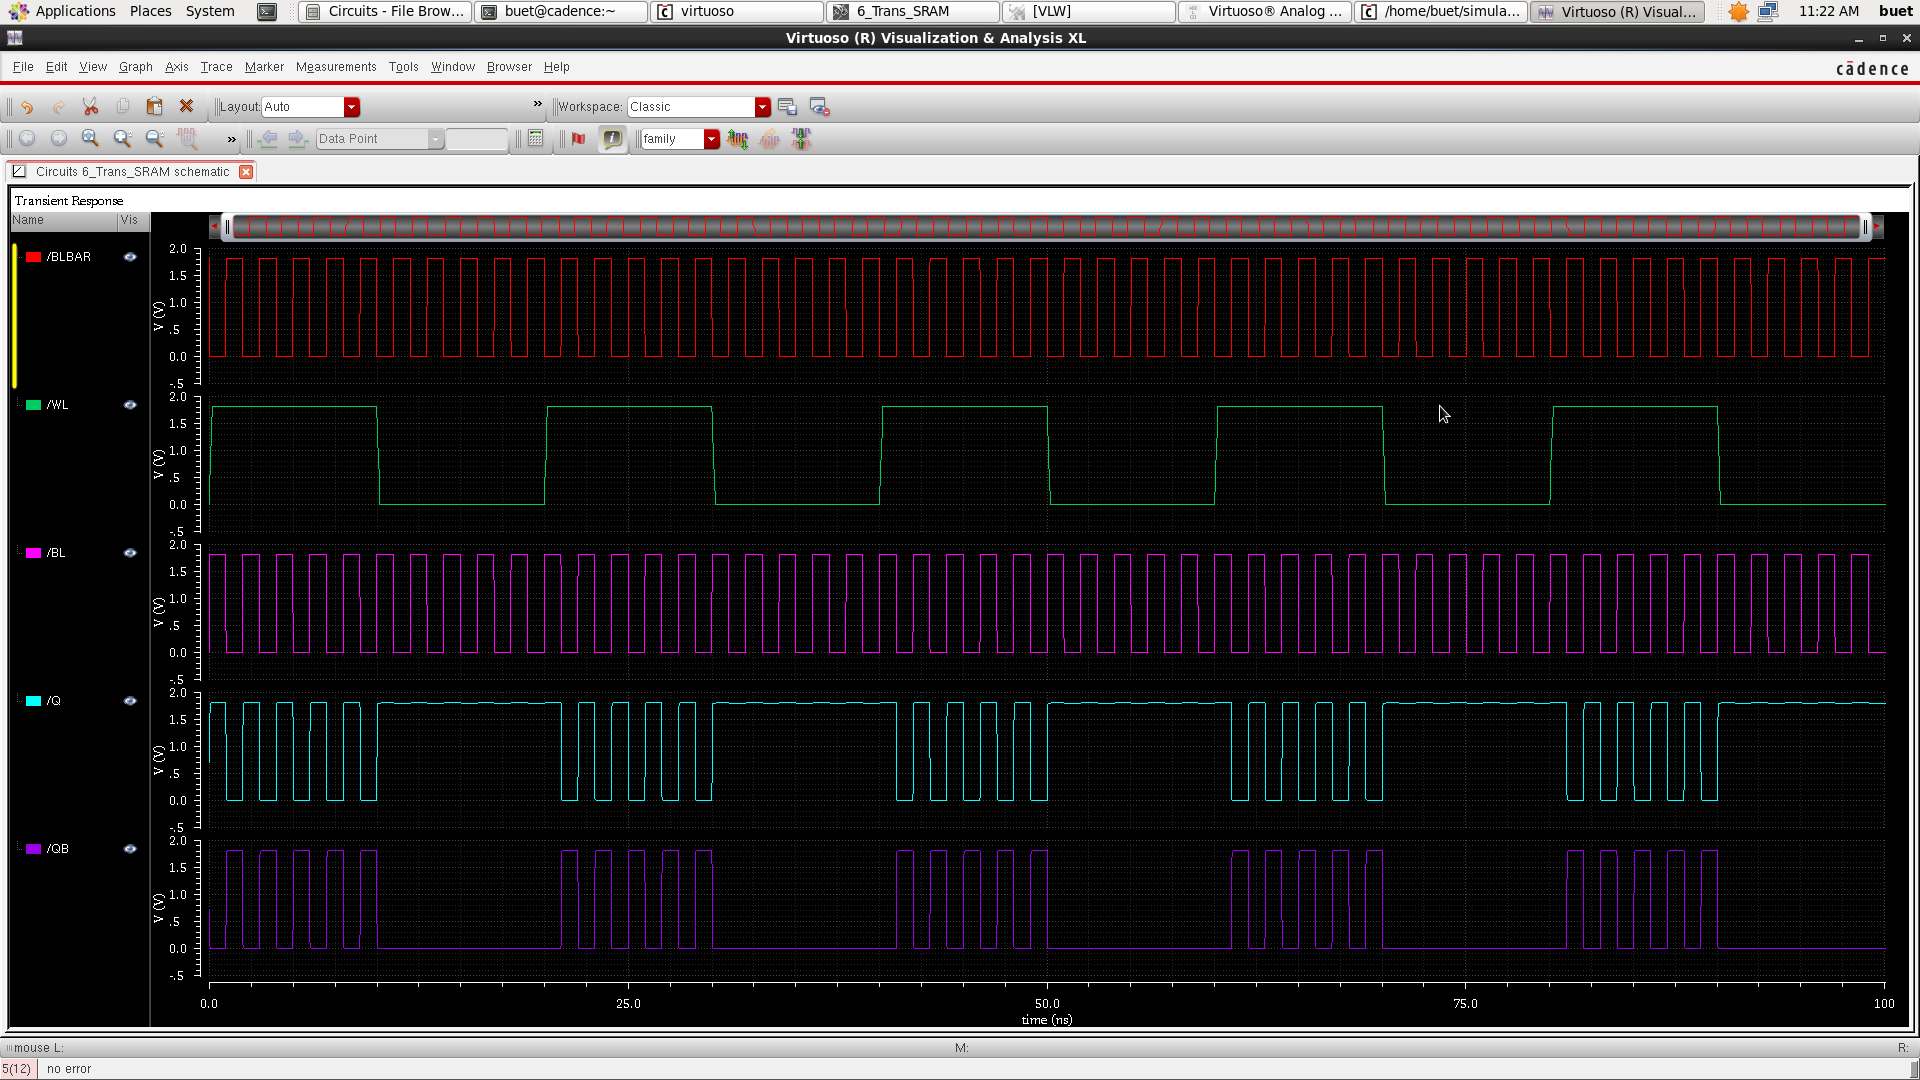 Applications Places System Circuits - File Brow... buet@cadence:~ virtuoso 6_Trans_SRAM [VLW] Virtuoso® Analog ... /home/buet/simula... Virtuoso (R) Visual... 11:22 AM buet
Virtuoso (R) Visualization & Analysis XL
File Edit View Graph Axis Trace Marker Measurements Tools Window Browser Help cādence
Layout: Auto » Workspace: Classic
» Data Point family
Circuits 6_Trans_SRAM schematic
Transient Response
Name Vis
/BLBAR
2.0
1.5
1.0
.5
0.0
-.5
V (V)
/WL
2.0
1.5
1.0
.5
0.0
-.5
V (V)
/BL
2.0
1.5
1.0
.5
0.0
-.5
V (V)
/Q
2.0
1.5
1.0
.5
0.0
-.5
V (V)
/QB
2.0
1.5
1.0
.5
0.0
-.5
V (V)
0.0 25.0 50.0 75.0 100
time (ns)
mouse L: M: R:
5(12) no error